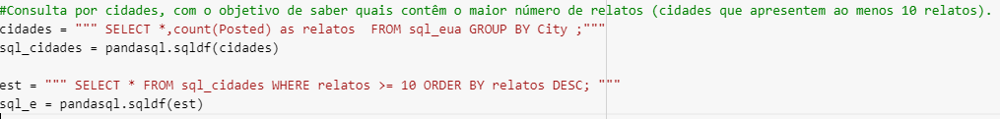 #Consulta por cidades, com o objetivo de saber quais contêm o maior número de relatos (cidades que apresentem ao menos 10 relatos).
cidades = """ SELECT *,count(Posted) as relatos  FROM sql_eua GROUP BY City ;"""
sql_cidades = pandasql.sqldf(cidades)
est = """ SELECT * FROM sql_cidades WHERE relatos >= 10 ORDER BY relatos DESC; """
sql_e = pandasql.sqldf(est)